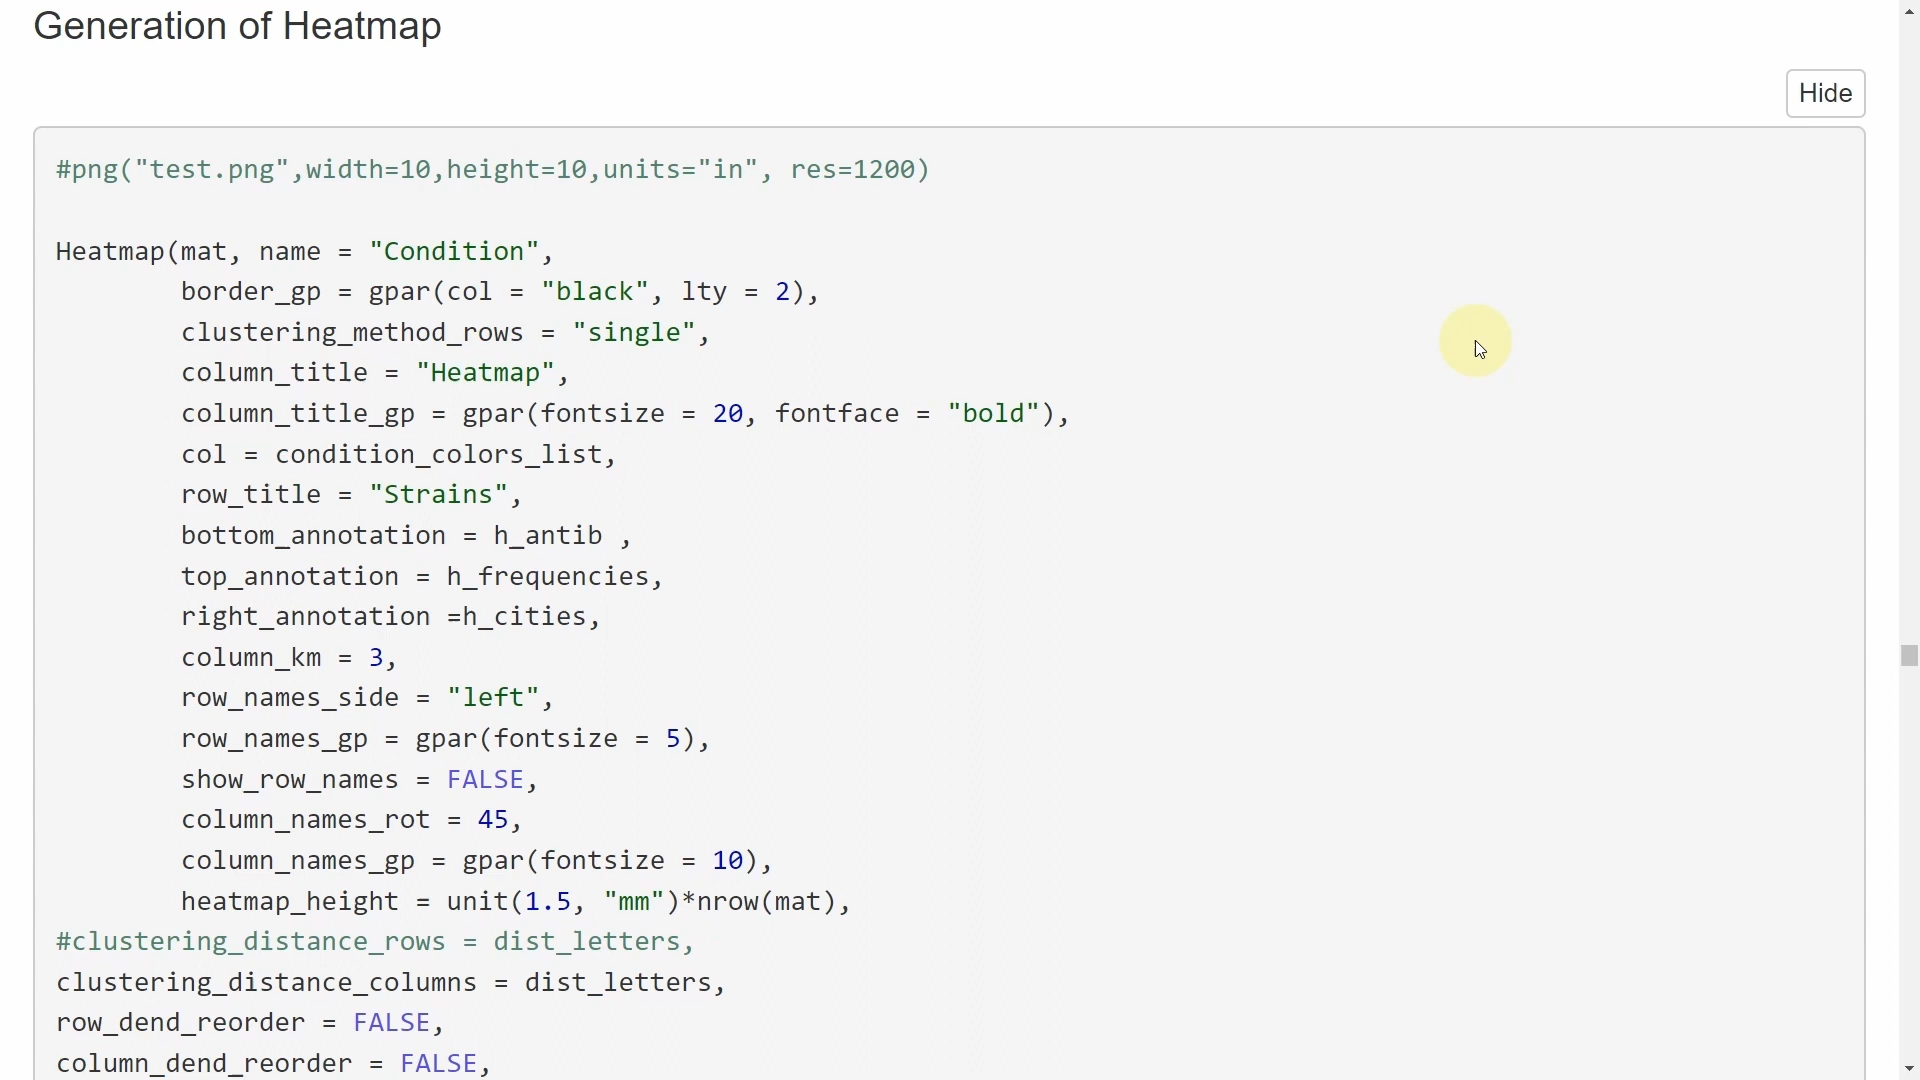 Generation of Heatmap
Hide
#png("test.png",width=10,height=10,units="in", res=1200)
Heatmap(mat, name = "Condition",
border_gp = gpar(col = "black", lty = 2),
clustering_method_rows = "single",
column_title = "Heatmap",
column_title_gp = gpar(fontsize = 20, fontface = "bold"),
col = condition_colors_list,
row_title = "Strains",
bottom_annotation = h_antib ,
top_annotation = h_frequencies,
right_annotation =h_cities,
column_km = 3,
row_names_side = "left",
row_names_gp = gpar(fontsize = 5),
show_row_names = FALSE,
column_names_rot = 45,
column_names_gp = gpar(fontsize = 10),
heatmap_height = unit(1.5, "mm")*nrow(mat),
#clustering_distance_rows = dist_letters,
clustering_distance_columns = dist_letters,
row_dend_reorder = FALSE,
column_dend_reorder = FALSE,